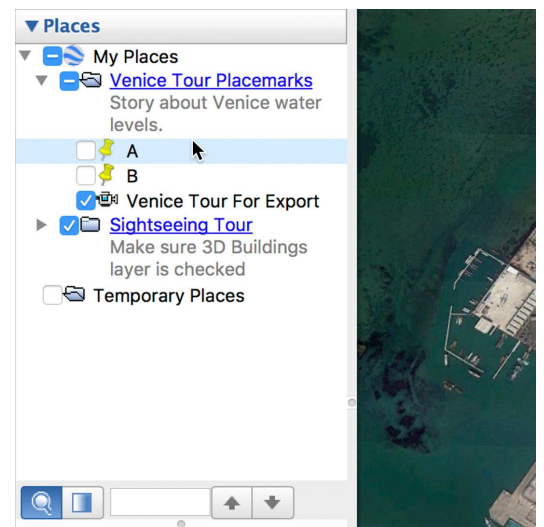 Places
My Places
Venice Tour Placemarks
Story about Venice water
levels.
A
B
Venice Tour For Export
Sightseeing Tour
Make sure 3D Buildings
layer is checked
Temporary Places